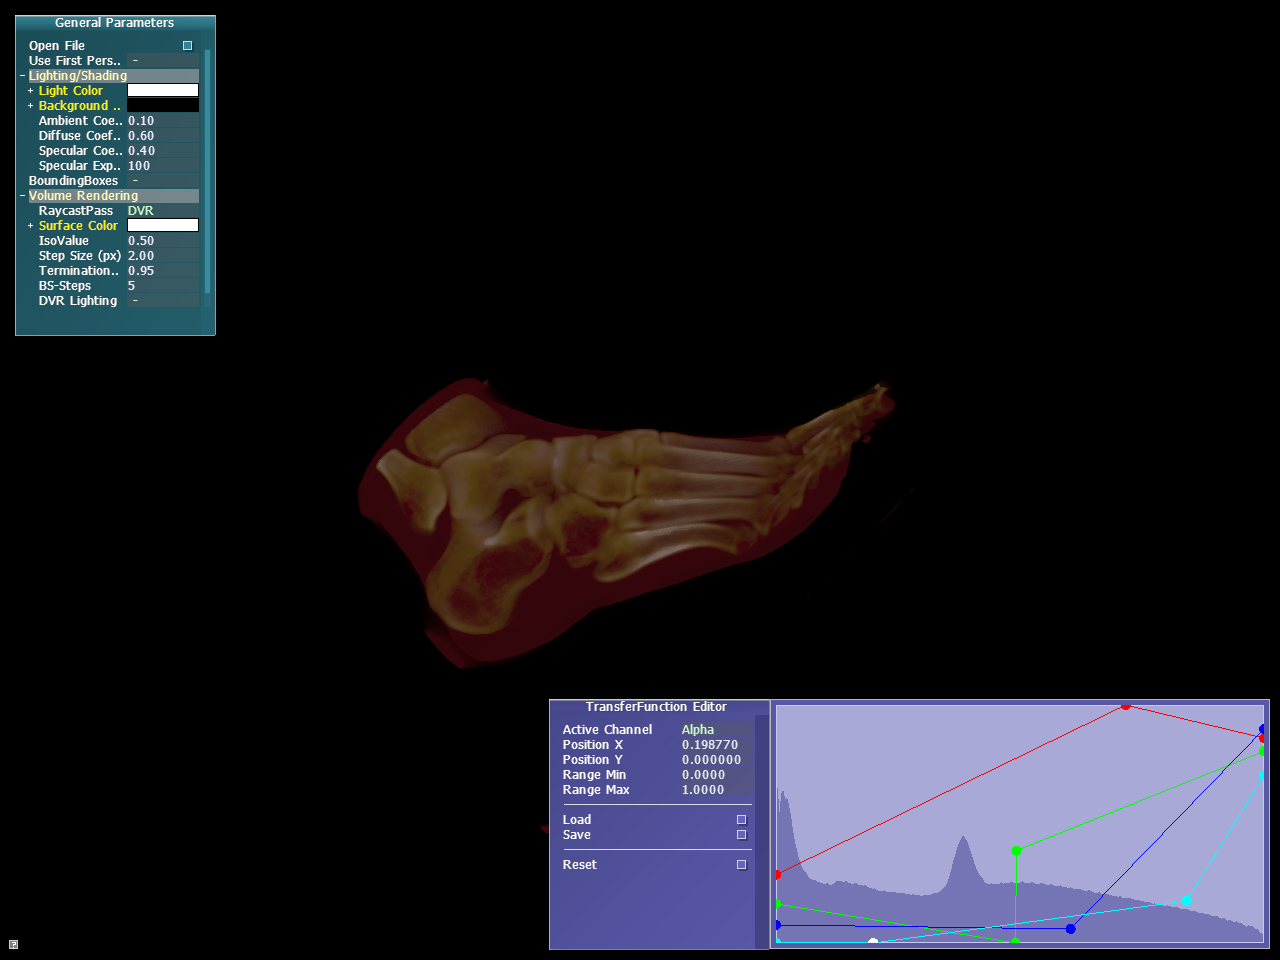 General Parameters
Open File
Use First Pers.. -
- Lighting/Shading
+ Light Color
+ Background ..
Ambient Coe.. 0.10
Diffuse Coef.. 0.60
Specular Coe.. 0.40
Specular Exp.. 100
BoundingBoxes -
- Volume Rendering
RaycastPass DVR
+ Surface Color
IsoValue 0.50
Step Size (px) 2.00
Termination.. 0.95
BS-Steps 5
DVR Lighting -
TransferFunction Editor
Active Channel Alpha
Position X 0.198770
Position Y 0.000000
Range Min 0.0000
Range Max 1.0000
Load
Save
Reset
?